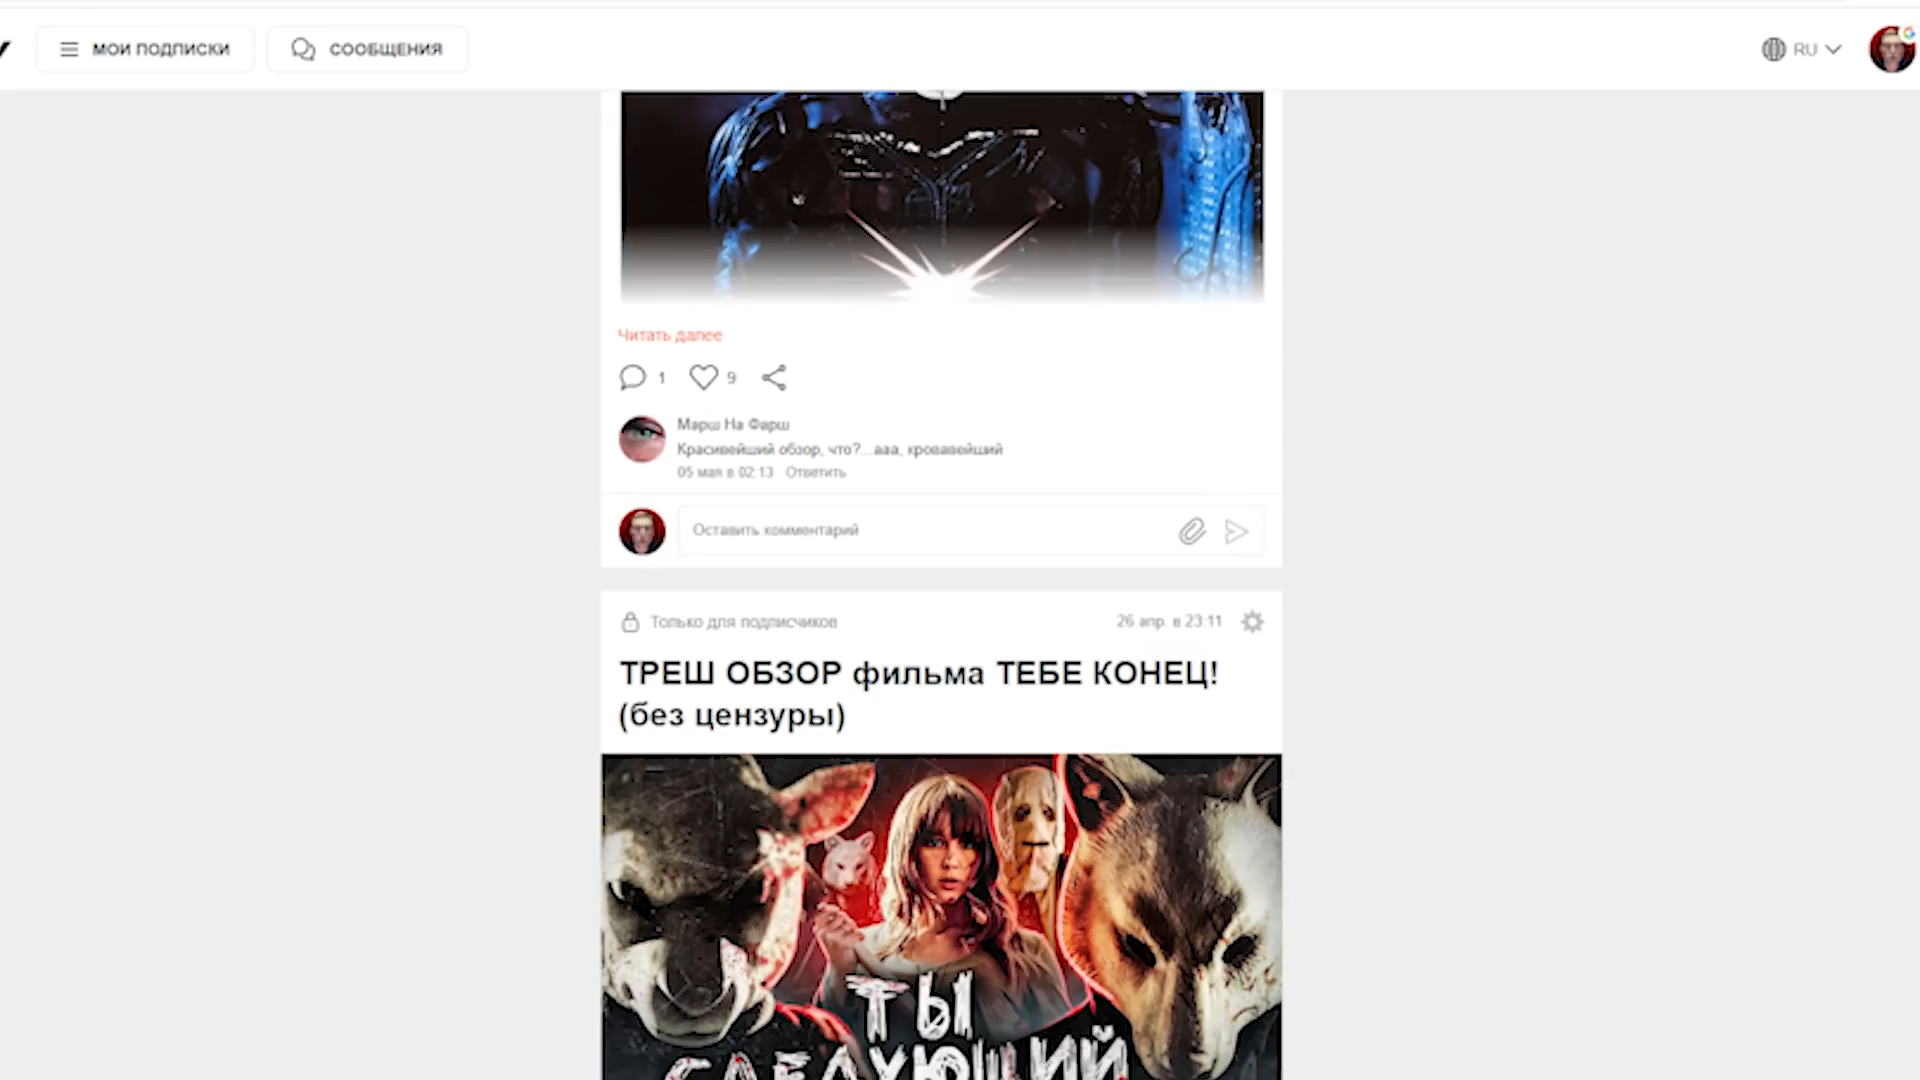 МОИ ПОДПИСКИ
СООБЩЕНИЯ
RU
Читать далее
1
9
Марш На Фарш
Красивейший обзор, что?...ааа, кровавейший
05 мая в 02:13 Ответить
Оставить комментарий
Только для подписчиков
26 апр. в 23:11
ТРЕШ ОБЗОР фильма ТЕБЕ КОНЕЦ!
(без цензуры)
ТЫ
СЛЕДУЮЩИЙ